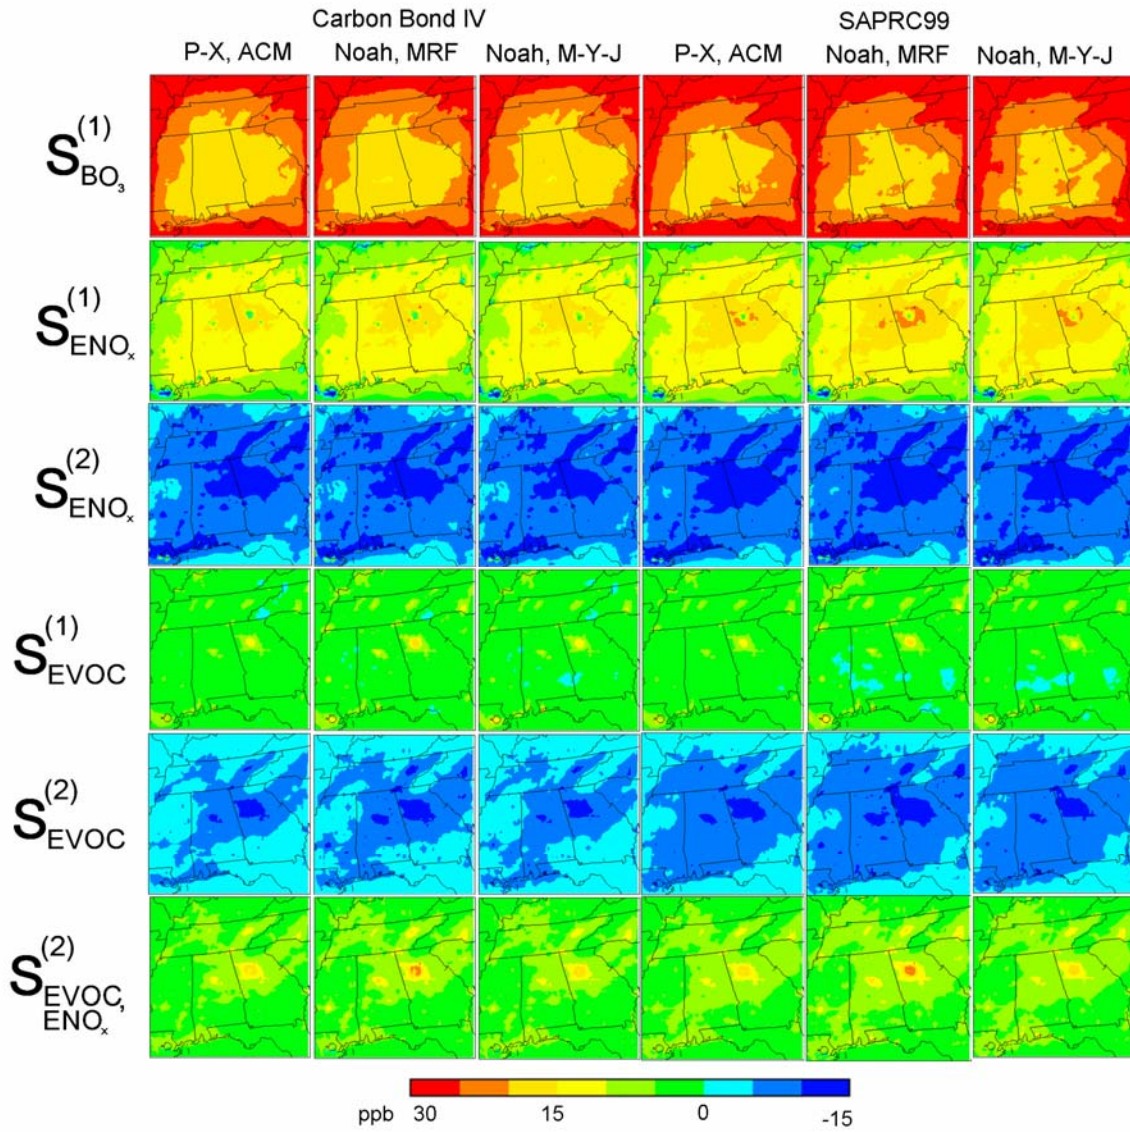 Carbon Bond IV SAPRC99
P-X, ACM Noah, MRF Noah, M-Y-J P-X, ACM Noah, MRF Noah, M-Y-J
S(1)BO3
S(1)ENOx
S(2)ENOx
S(1)EVOC
S(2)EVOC
S(2)EVOC,
ENOx
ppb 30 15 0 -15